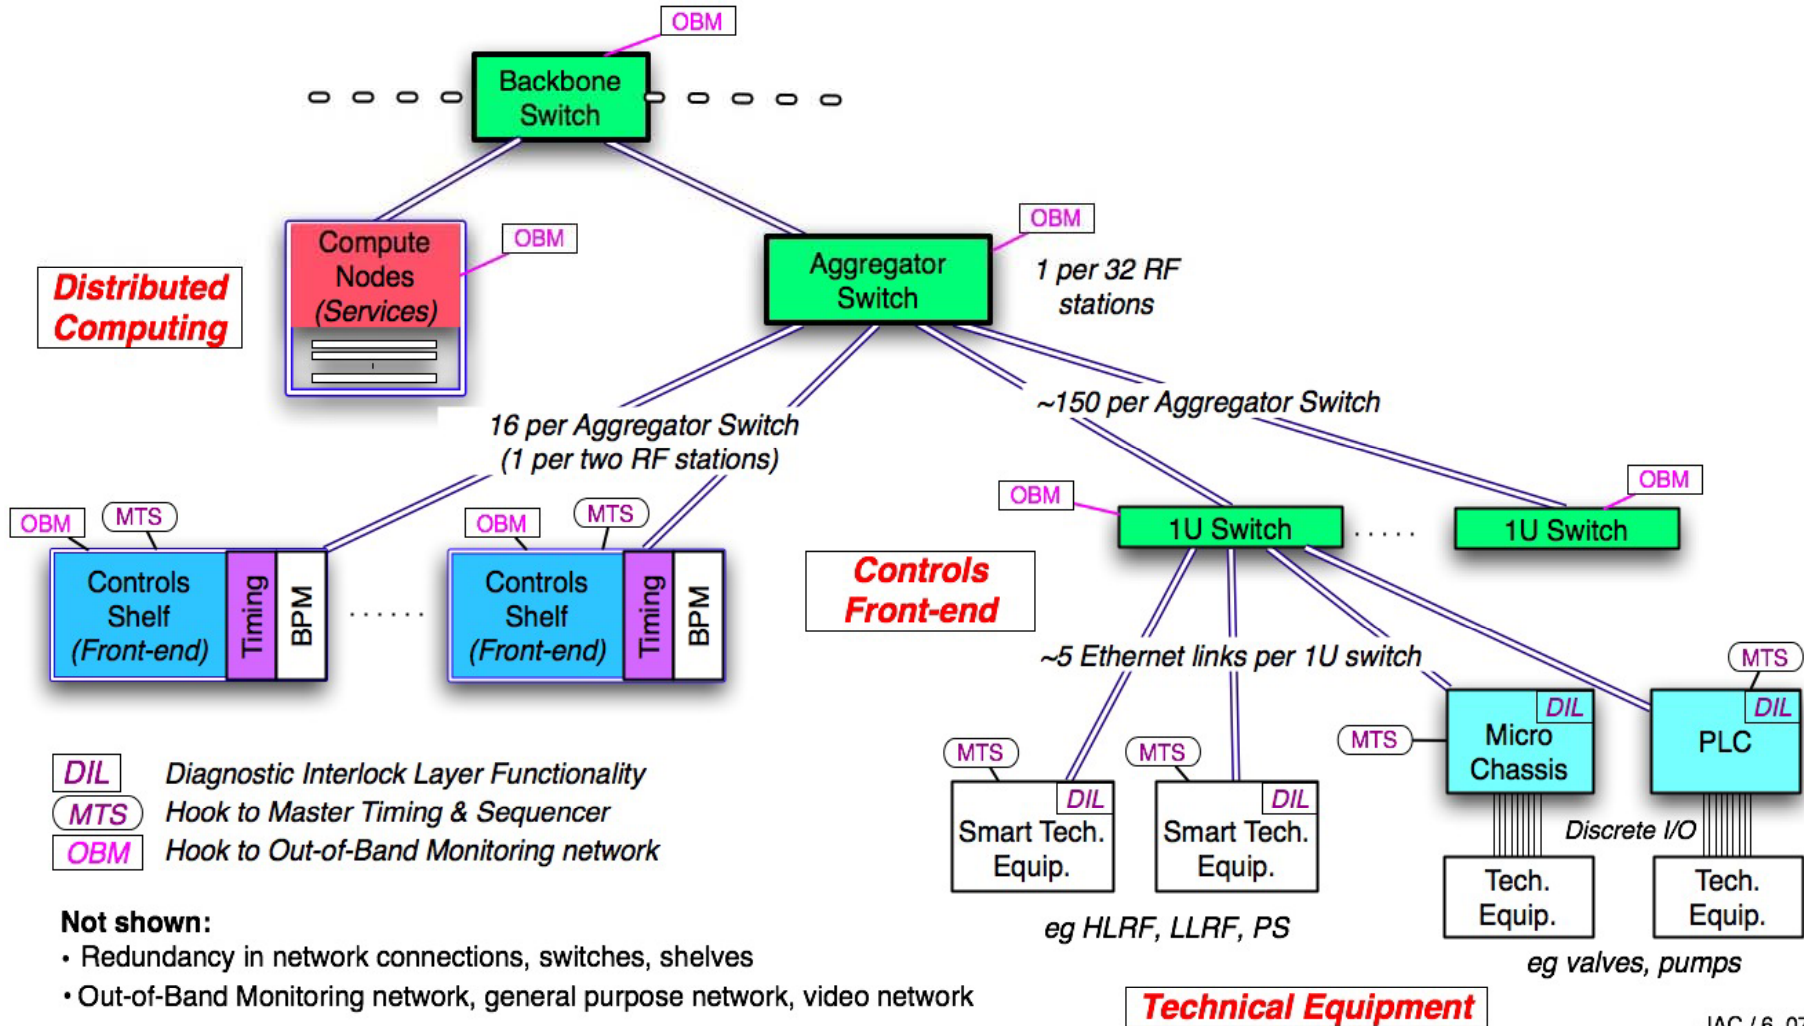 OBM
Backbone
Switch
OBM
Compute
Nodes
(Services)
OBM
Distributed
Computing
Aggregator
Switch
1 per 32 RF
stations
16 per Aggregator Switch
(1 per two RF stations)
~150 per Aggregator Switch
OBM
MTS
Controls
Shelf
(Front-end)
Timing
BPM
. . . . . .
OBM
MTS
Controls
Shelf
(Front-end)
Timing
BPM
OBM
1U Switch
. . . . .
OBM
1U Switch
Controls
Front-end
~5 Ethernet links per 1U switch
MTS
DIL
Smart Tech.
Equip.
MTS
DIL
Smart Tech.
Equip.
MTS
DIL
Micro
Chassis
MTS
DIL
PLC
Discrete I/O
Tech.
Equip.
Tech.
Equip.
eg HLRF, LLRF, PS
eg valves, pumps
Technical Equipment
DIL Diagnostic Interlock Layer Functionality
MTS Hook to Master Timing & Sequencer
OBM Hook to Out-of-Band Monitoring network
Not shown:
• Redundancy in network connections, switches, shelves
• Out-of-Band Monitoring network, general purpose network, video network